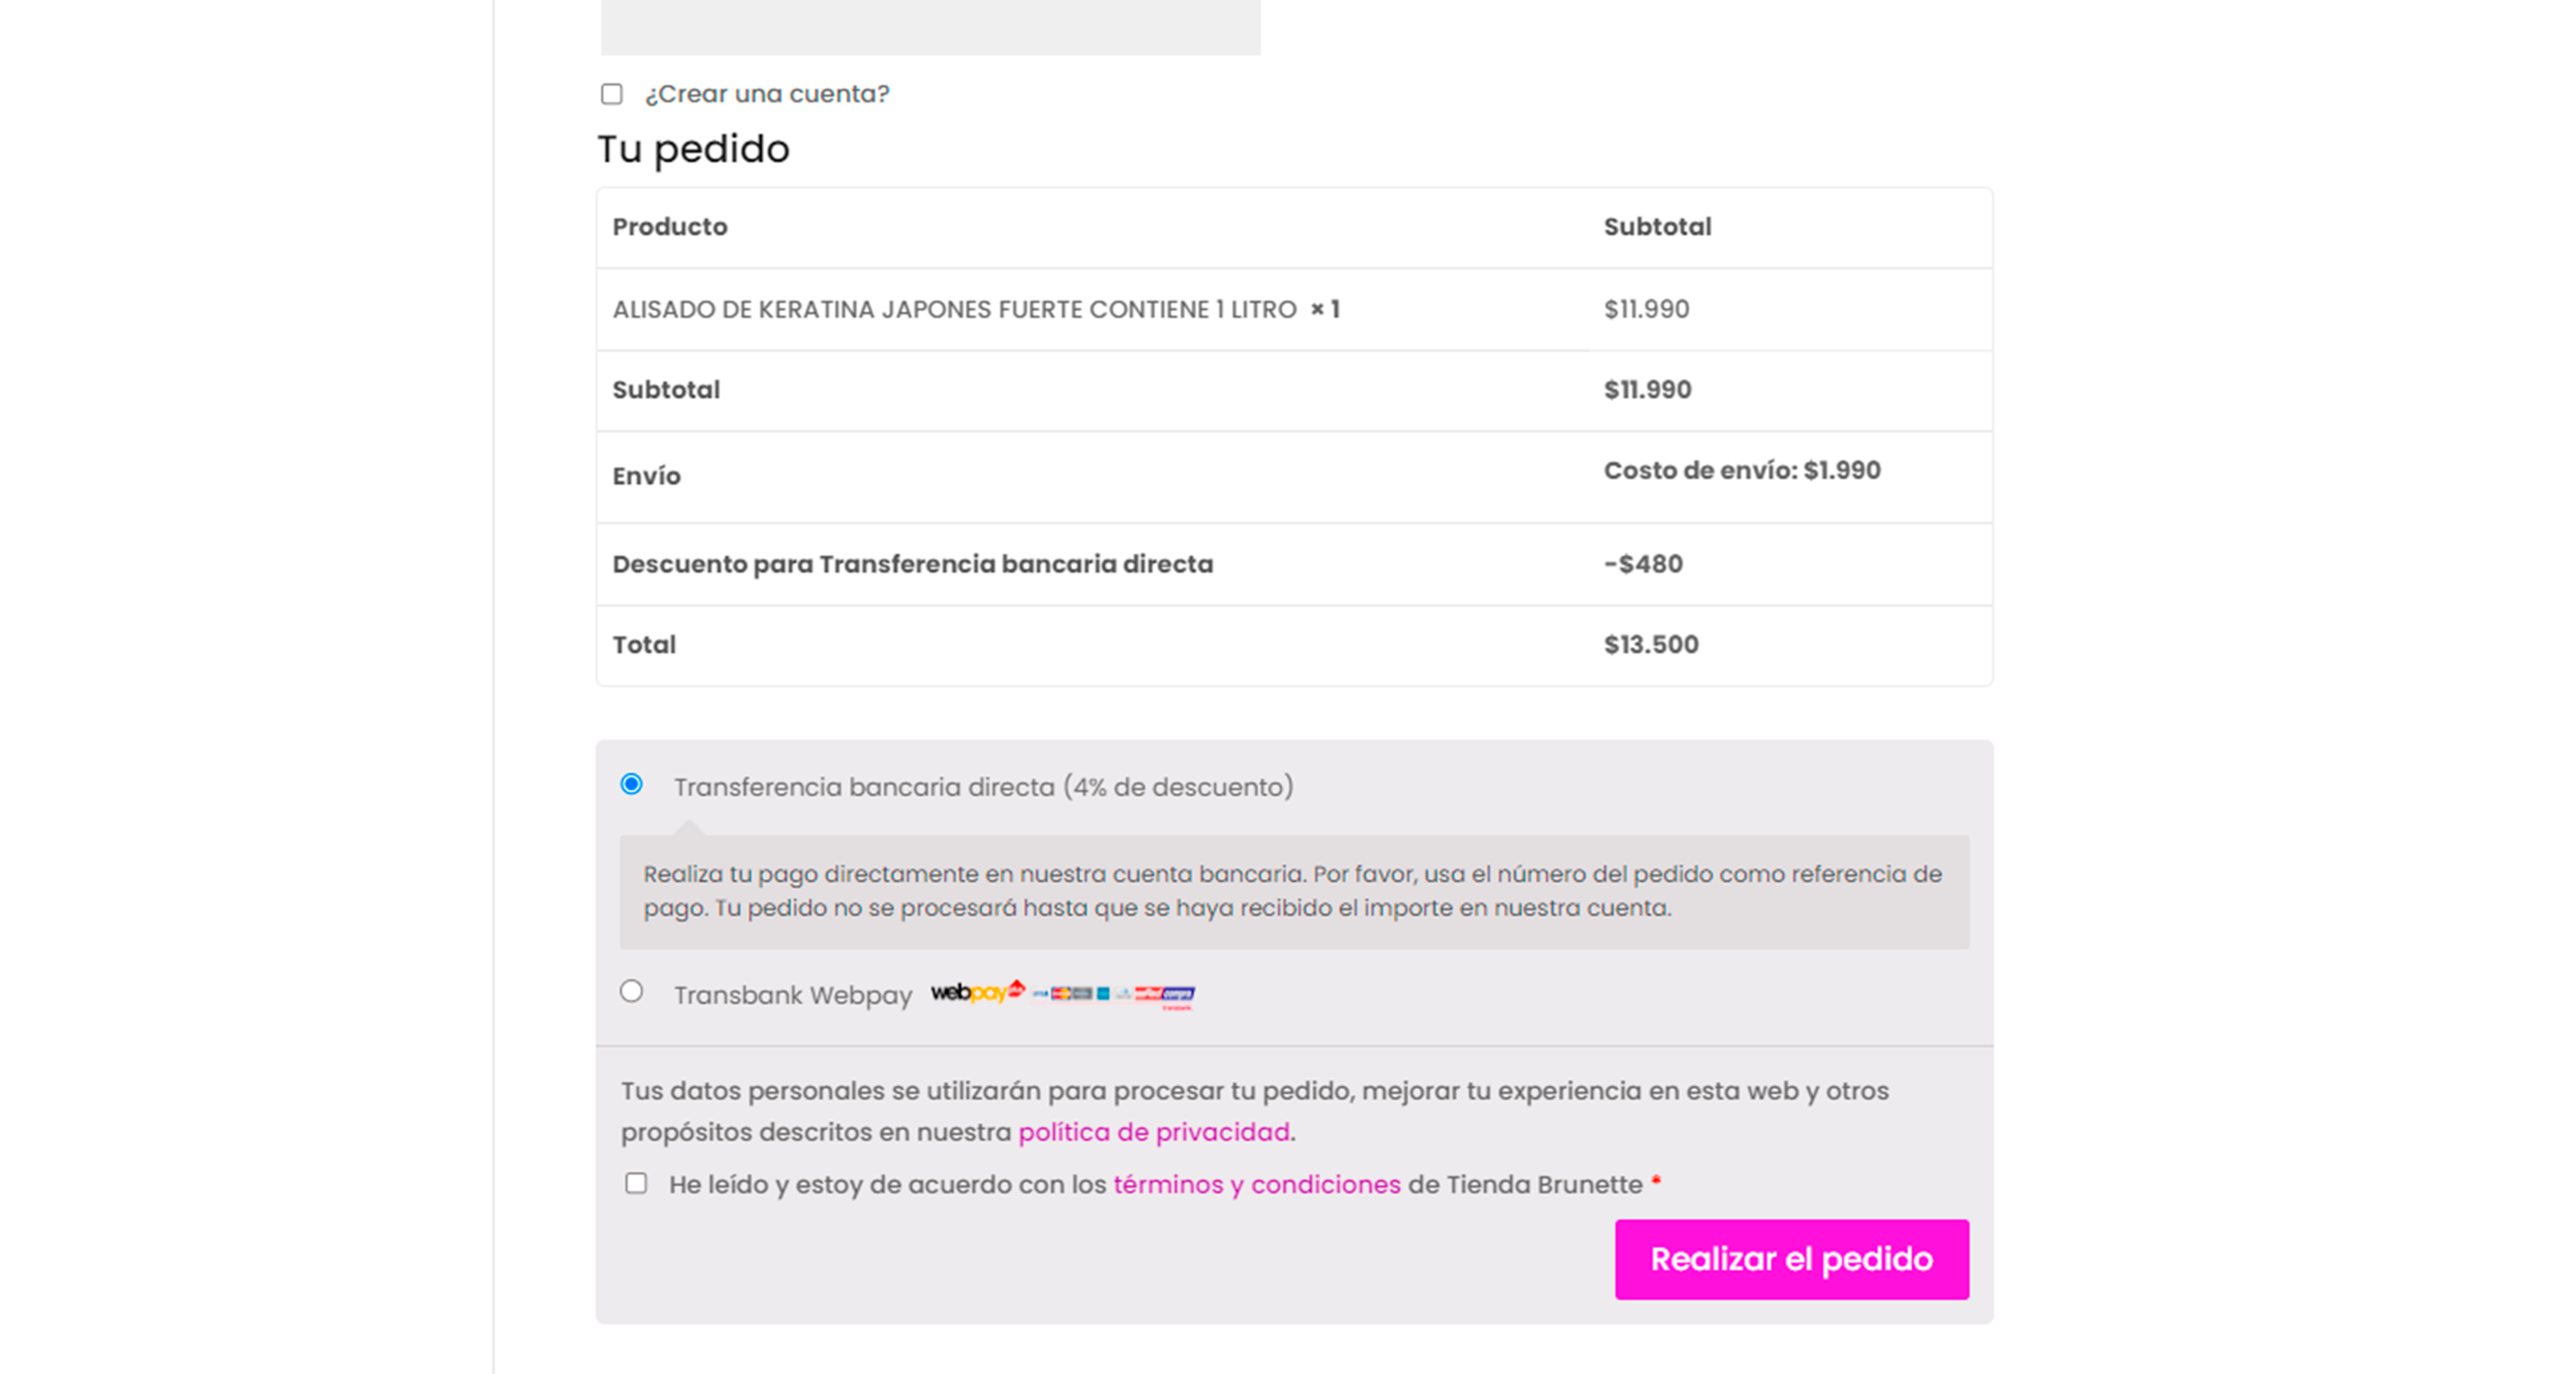 ¿Crear una cuenta?
Tu pedido
Producto Subtotal
ALISADO DE KERATINA JAPONES FUERTE CONTIENE 1 LITRO × 1 $11.990
Subtotal $11.990
Envío Costo de envío: $1.990
Descuento para Transferencia bancaria directa -$480
Total $13.500
Transferencia bancaria directa (4% de descuento)
Realiza tu pago directamente en nuestra cuenta bancaria. Por favor, usa el número del pedido como referencia de
pago. Tu pedido no se procesará hasta que se haya recibido el importe en nuestra cuenta.
Transbank Webpay webpay
Tus datos personales se utilizarán para procesar tu pedido, mejorar tu experiencia en esta web y otros
propósitos descritos en nuestra política de privacidad.
He leído y estoy de acuerdo con los términos y condiciones de Tienda Brunette *
Realizar el pedido